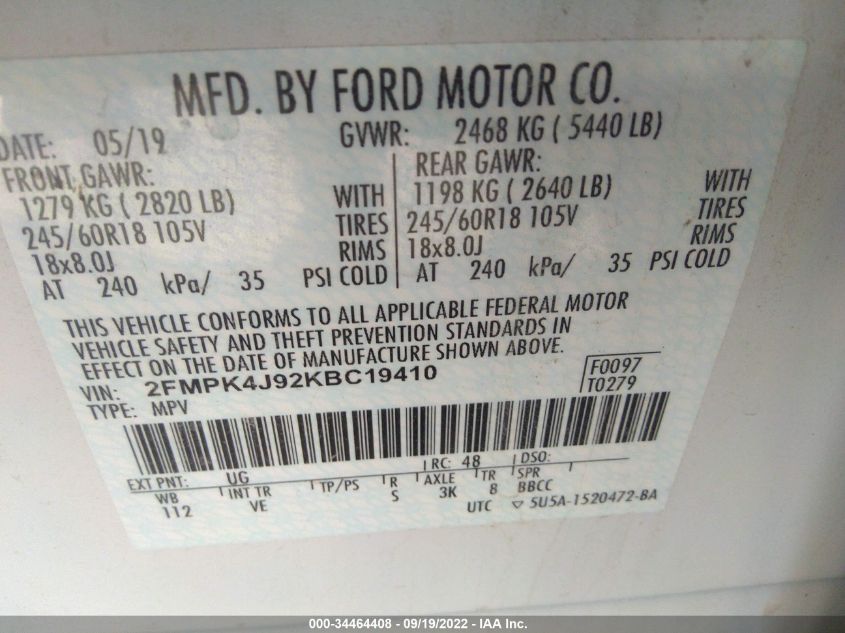 MFD. BY FORD MOTOR CO.
DATE: 05/19 GVWR: 2468 KG ( 5440 LB)
FRONT GAWR: REAR GAWR:
1279 KG ( 2820 LB) WITH 1198 KG ( 2640 LB) WITH
245/60R18 105V TIRES 245/60R18 105V TIRES
18x8.0J RIMS 18x8.0J RIMS
AT 240 kPa/ 35 PSI COLD AT 240 kPa/ 35 PSI COLD
THIS VEHICLE CONFORMS TO ALL APPLICABLE FEDERAL MOTOR
VEHICLE SAFETY AND THEFT PREVENTION STANDARDS IN
EFFECT ON THE DATE OF MANUFACTURE SHOWN ABOVE.
VIN: 2FMPK4J92KBC19410 F0097
TYPE: MPV T0279
EXT PNT: UG RC: 48 DSO:
WB INT TR TP/PS R AXLE TR SPR
112 VE S 3K 8 BBCC
UTC ▽ 5U5A-1520472-BA
000-34464408 - 09/19/2022 - IAA Inc.